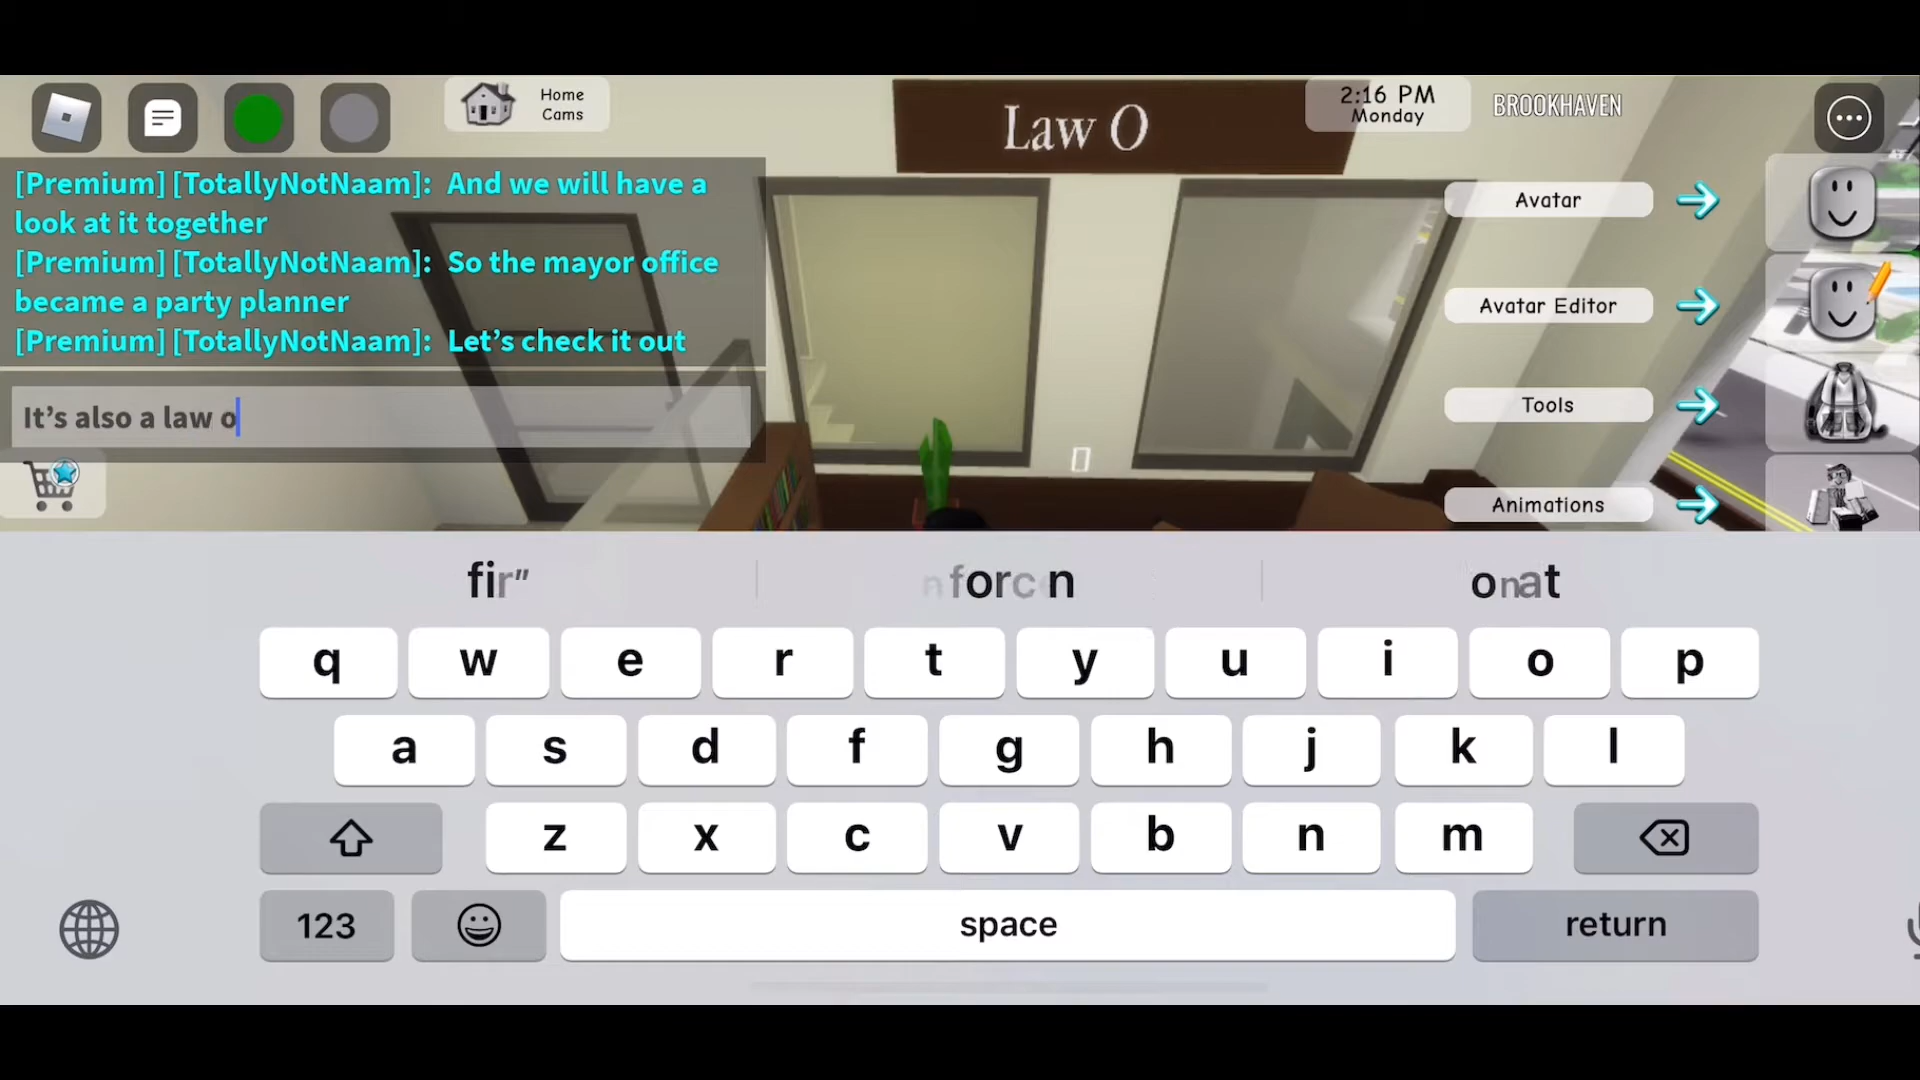 Home
Cams
Law O
2:16 PM
Monday
BROOKHAVEN
[Premium] [TotallyNotNaam]: And we will have a
look at it together
[Premium] [TotallyNotNaam]: So the mayor office
became a party planner
[Premium] [TotallyNotNaam]: Let's check it out
It's also a law o
Avatar
Avatar Editor
Tools
Animations
q w e r t y u i o p
a s d f g h j k l
z x c v b n m
123 space return